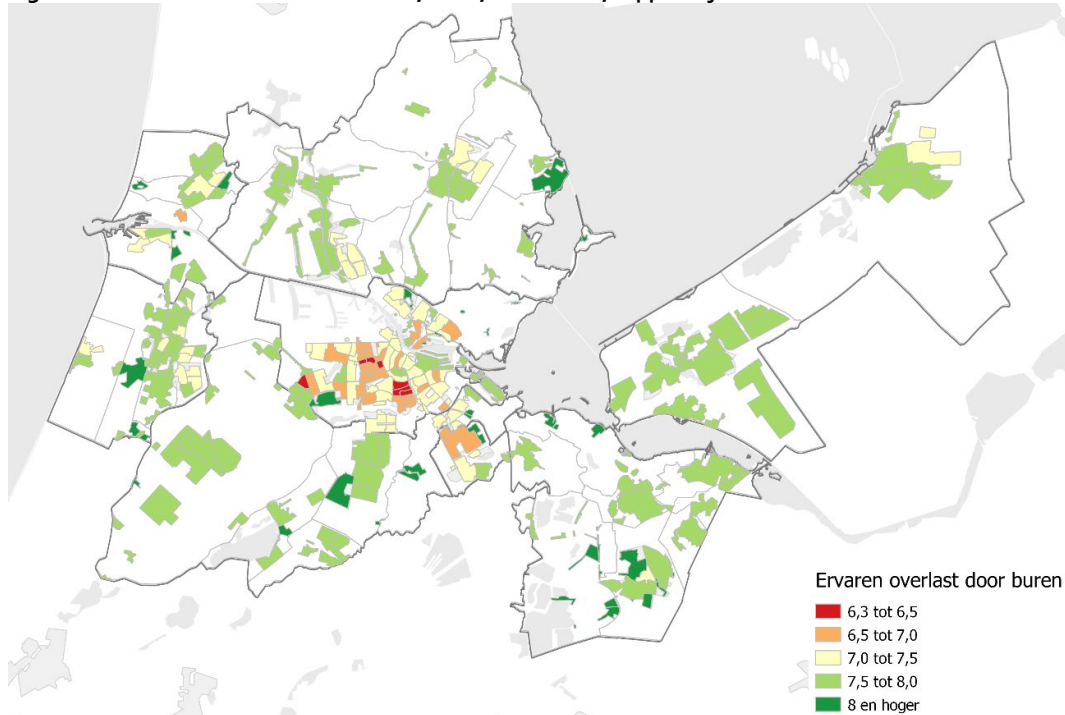 Ervaren overlast door buren
6,3 tot 6,5
6,5 tot 7,0
7,0 tot 7,5
7,5 tot 8,0
8 en hoger